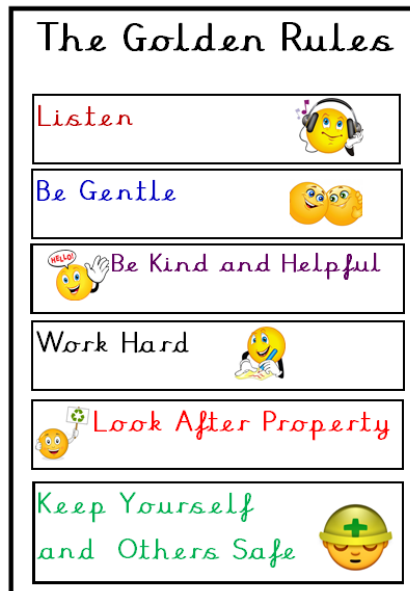 The Golden Rules
Listen
Be Gentle
HELLO!
Be Kind and Helpful
Work Hard
Look After Property
Keep Yourself
and Others Safe